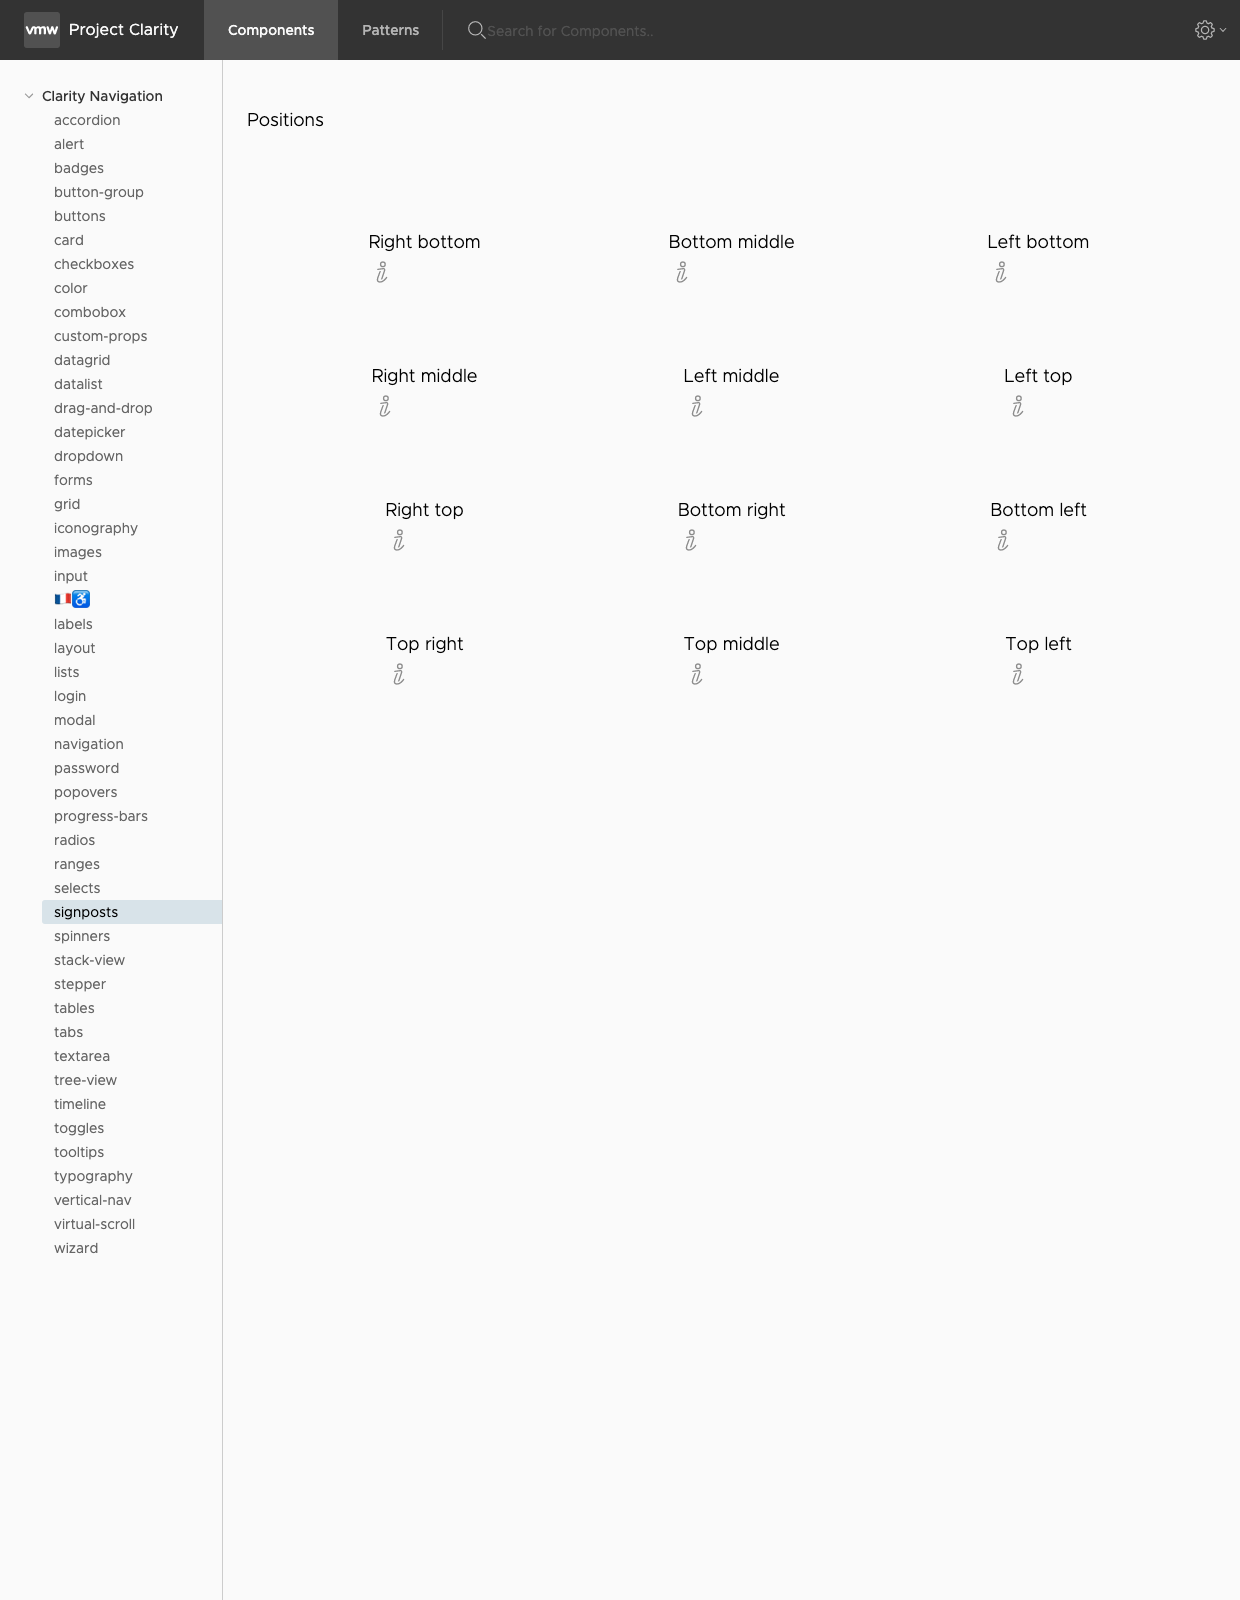 vmw Project Clarity Components Patterns Search for Components..
Clarity Navigation
accordion
alert
badges
button-group
buttons
card
checkboxes
color
combobox
custom-props
datagrid
datalist
drag-and-drop
datepicker
dropdown
forms
grid
iconography
images
input
🇫🇷♿
labels
layout
lists
login
modal
navigation
password
popovers
progress-bars
radios
ranges
selects
signposts
spinners
stack-view
stepper
tables
tabs
textarea
tree-view
timeline
toggles
tooltips
typography
vertical-nav
virtual-scroll
wizard
Positions
Right bottom Bottom middle Left bottom
Right middle Left middle Left top
Right top Bottom right Bottom left
Top right Top middle Top left